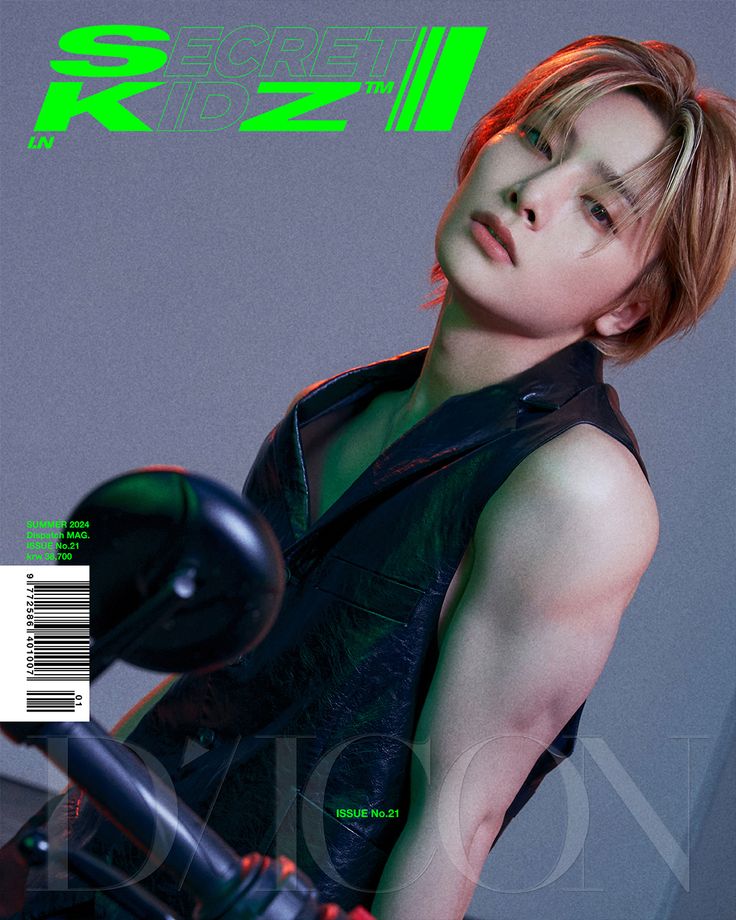 SECRET
KIDZ™
I.N
SUMMER 2024
Dispatch MAG.
ISSUE No.21
krw 38,700
9 772586 401007
01
D'/ICON
ISSUE No.21